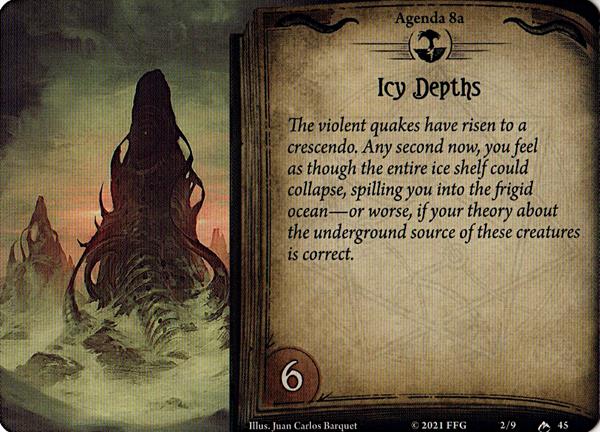 Agenda 8a
Icy Depths
The violent quakes have risen to a
crescendo. Any second now, you feel
as though the entire ice shelf could
collapse, spilling you into the frigid
ocean—or worse, if your theory about
the underground source of these creatures
is correct.
6
Illus. Juan Carlos Barquet © 2021 FFG 2/9 45